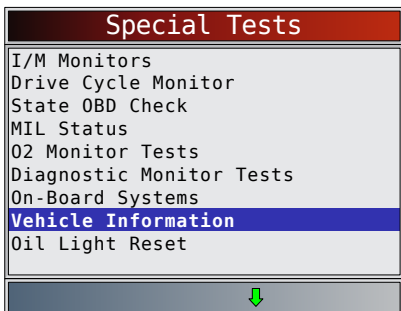 Special Tests
I/M Monitors
Drive Cycle Monitor
State OBD Check
MIL Status
O2 Monitor Tests
Diagnostic Monitor Tests
On-Board Systems
Vehicle Information
Oil Light Reset